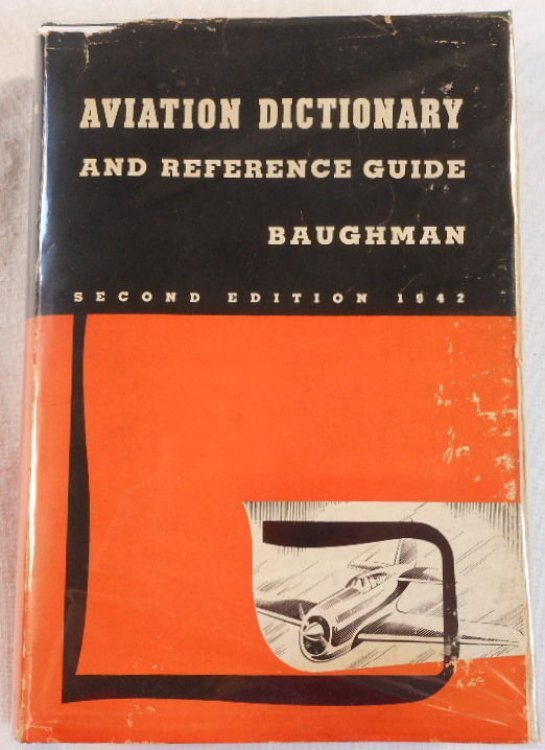 AVIATION DICTIONARY
AND REFERENCE GUIDE
BAUGHMAN
SECOND EDITION 1942